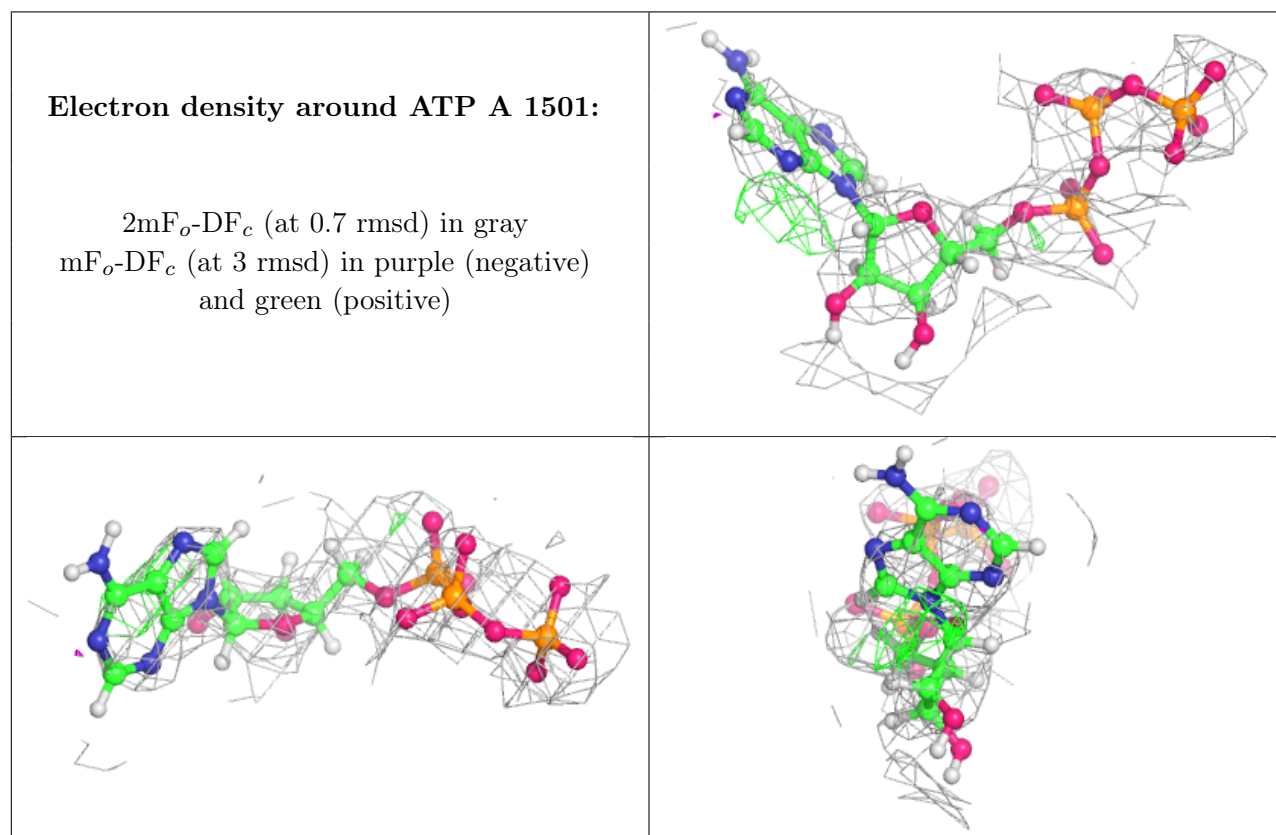 Electron density around ATP A 1501:
2mFo-DFc (at 0.7 rmsd) in gray
mFo-DFc (at 3 rmsd) in purple (negative)
and green (positive)